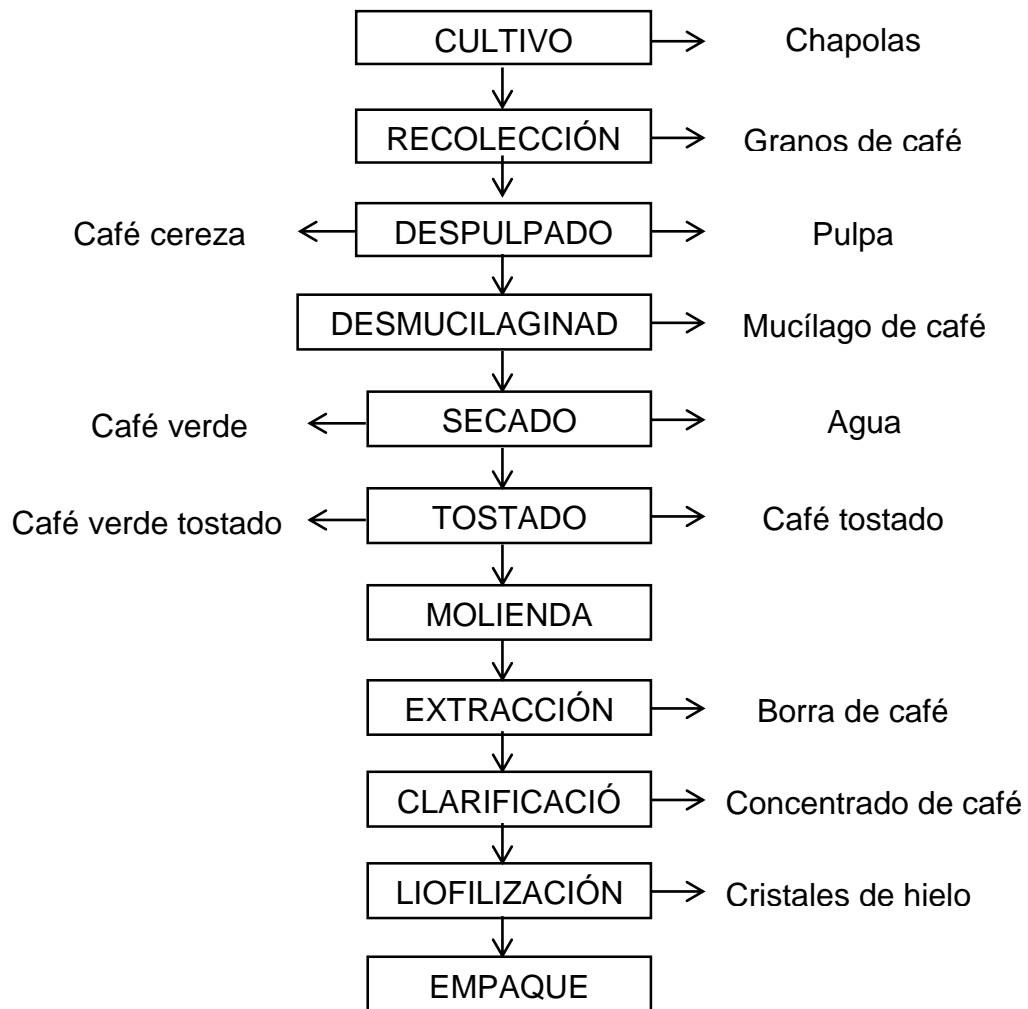 CULTIVO
Chapolas
RECOLECCIÓN
Granos de café
Café cereza
DESPULPADO
Pulpa
DESMUCILAGINAD
Mucílago de café
Café verde
SECADO
Agua
Café verde tostado
TOSTADO
Café tostado
MOLIENDA
EXTRACCIÓN
Borra de café
CLARIFICACIÓ
Concentrado de café
LIOFILIZACIÓN
Cristales de hielo
EMPAQUE